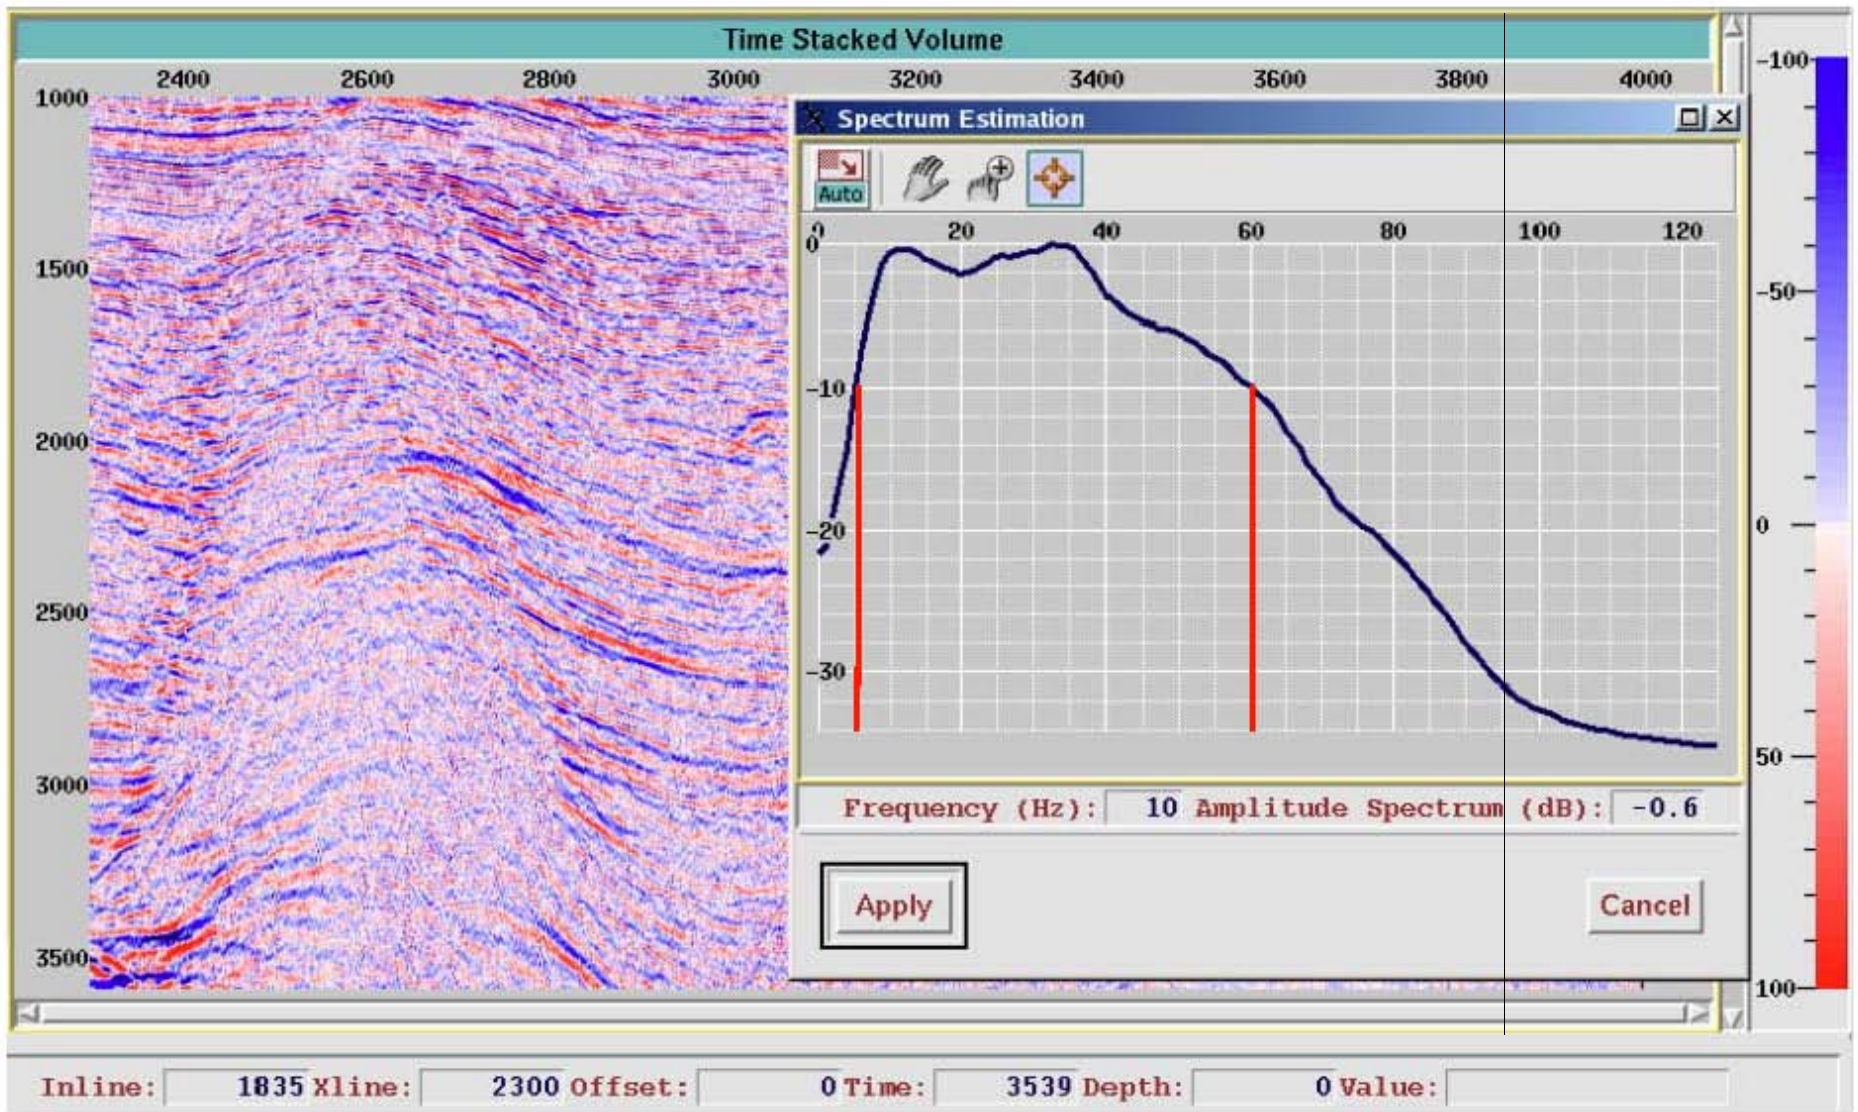 Time Stacked Volume
2400 2600 2800 3000 3200 3400 3600 3800 4000
1000
1500
2000
2500
3000
3500
Spectrum Estimation
Auto
0 20 40 60 80 100 120
0
-10
-20
-30
Frequency (Hz): 10 Amplitude Spectrum (dB): -0.6
Apply Cancel
-100
-50
0
50
100
Inline: 1835 Xline: 2300 Offset: 0 Time: 3539 Depth: 0 Value: